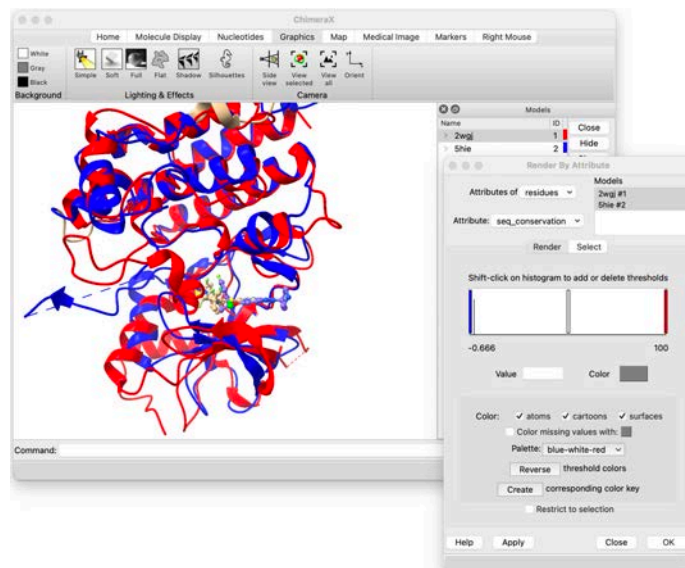 ChimeraX
Home Molecule Display Nucleotides Graphics Map Medical Image Markers Right Mouse
White
Gray
Black
Simple Soft Full Flat Shadow Silhouettes
Side view View selected View all Orient
Background Lighting & Effects Camera
Models
Name ID
2wgj 1
5hie 2
Close
Hide
Render By Attribute
Attributes of residues
Models
2wgj #1
5hie #2
Attribute: seq_conservation
Render Select
Shift-click on histogram to add or delete thresholds
-0.666 100
Value Color
Color: atoms cartoons surfaces
Color missing values with:
Palette: blue-white-red
Reverse threshold colors
Create corresponding color key
Restrict to selection
Help Apply Close OK
Command: